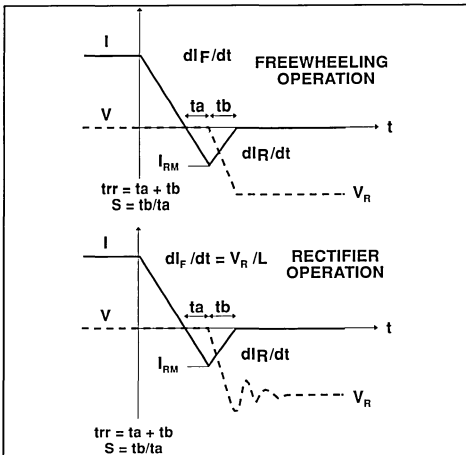 I
dIF/dt
FREEWHEELING
OPERATION
V
ta
tb
t
IRM
dIR/dt
trr = ta + tb
S = tb/ta
VR
I
dIF/dt = VR/L
RECTIFIER
OPERATION
V
ta
tb
t
IRM
dIR/dt
VR
trr = ta + tb
S = tb/ta